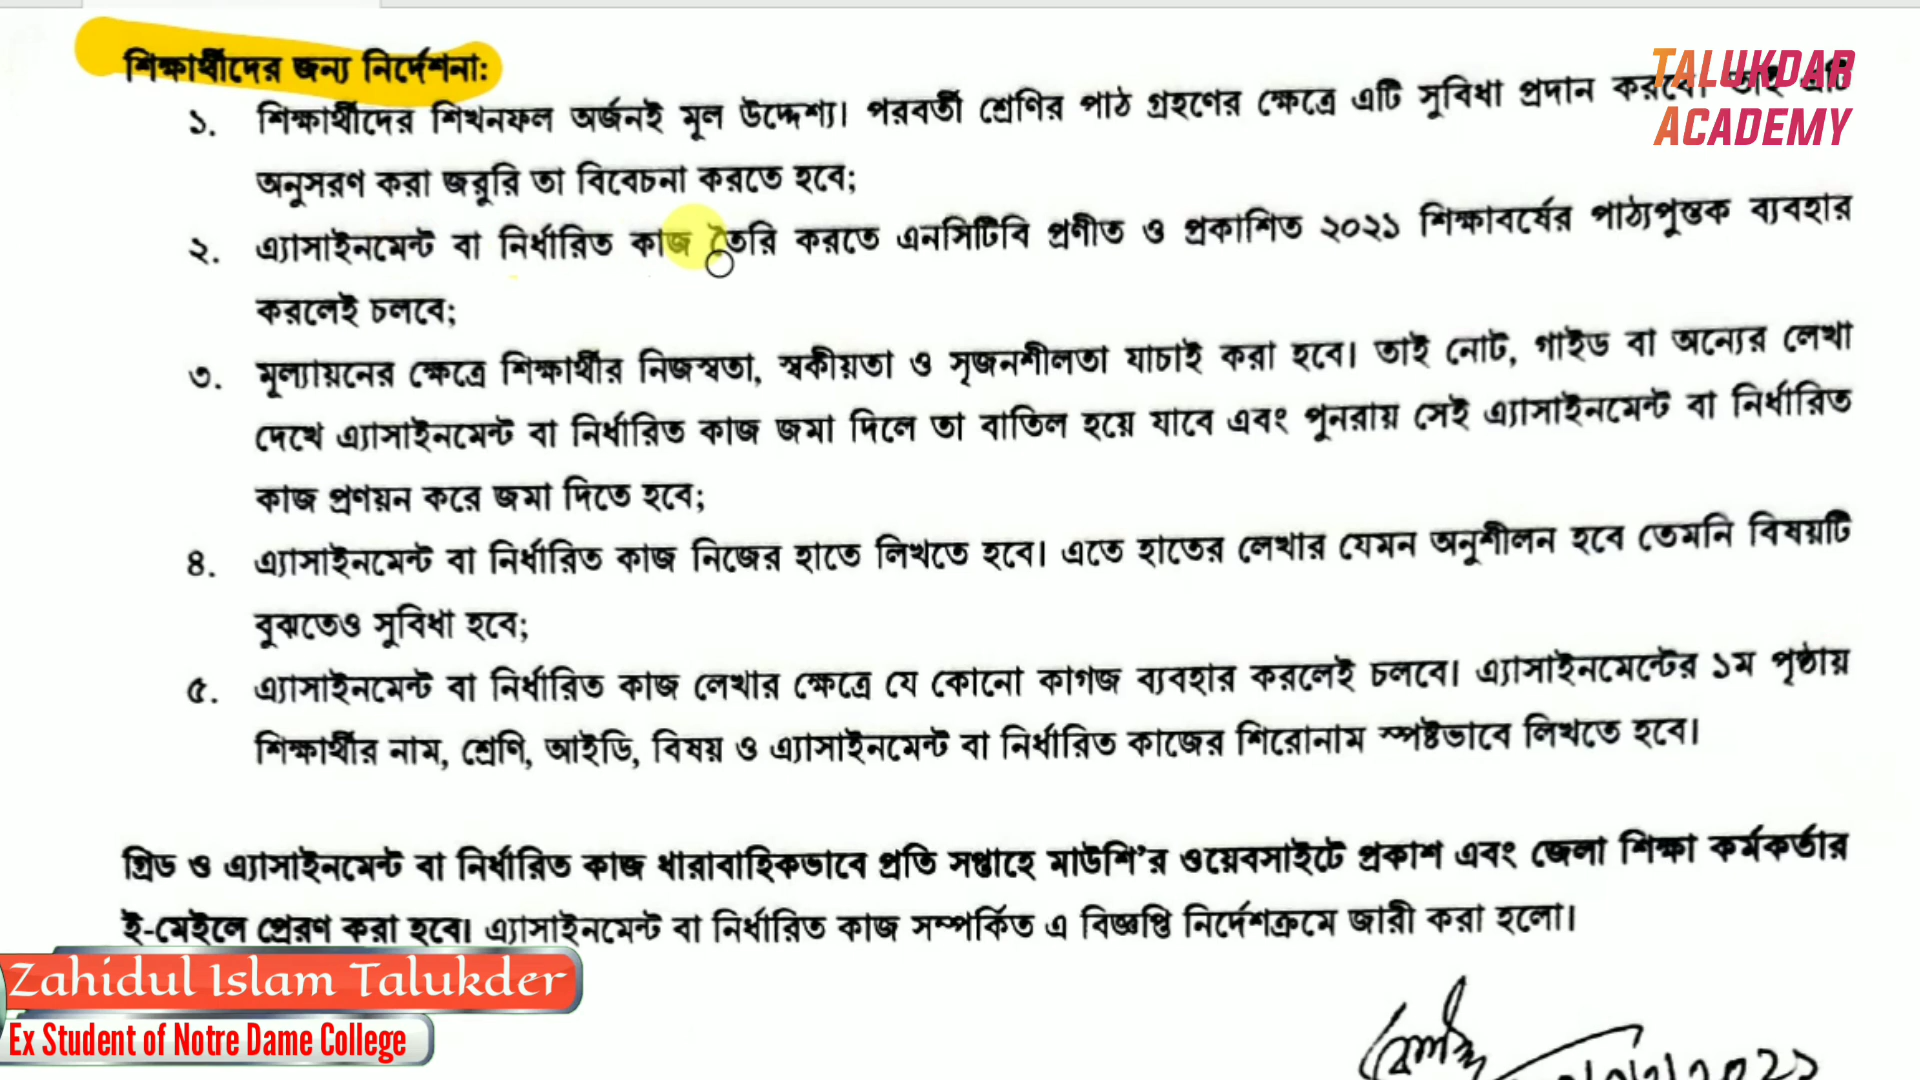 শিক্ষার্থীদের জন্য নির্দেশনা:
TALUKDAR
ACADEMY
১. শিক্ষার্থীদের শিখনফল অর্জনই মূল উদ্দেশ্য। পরবর্তী শ্রেণির পাঠ গ্রহণের ক্ষেত্রে এটি সুবিধা প্রদান করবে। তাই এটি
অনুসরণ করা জরুরি তা বিবেচনা করতে হবে;
২. এ্যাসাইনমেন্ট বা নির্ধারিত কাজ তৈরি করতে এনসিটিবি প্রণীত ও প্রকাশিত ২০২১ শিক্ষাবর্ষের পাঠ্যপুস্তক ব্যবহার
করলেই চলবে;
৩. মূল্যায়নের ক্ষেত্রে শিক্ষার্থীর নিজস্বতা, স্বকীয়তা ও সৃজনশীলতা যাচাই করা হবে। তাই নোট, গাইড বা অন্যের লেখা
দেখে এ্যাসাইনমেন্ট বা নির্ধারিত কাজ জমা দিলে তা বাতিল হয়ে যাবে এবং পুনরায় সেই এ্যাসাইনমেন্ট বা নির্ধারিত
কাজ প্রণয়ন করে জমা দিতে হবে;
৪. এ্যাসাইনমেন্ট বা নির্ধারিত কাজ নিজের হাতে লিখতে হবে। এতে হাতের লেখার যেমন অনুশীলন হবে তেমনি বিষয়টি
বুঝতেও সুবিধা হবে;
৫. এ্যাসাইনমেন্ট বা নির্ধারিত কাজ লেখার ক্ষেত্রে যে কোনো কাগজ ব্যবহার করলেই চলবে। এ্যাসাইনমেন্টের ১ম পৃষ্ঠায়
শিক্ষার্থীর নাম, শ্রেণি, আইডি, বিষয় ও এ্যাসাইনমেন্ট বা নির্ধারিত কাজের শিরোনাম স্পষ্টভাবে লিখতে হবে।
গ্রিড ও এ্যাসাইনমেন্ট বা নির্ধারিত কাজ ধারাবাহিকভাবে প্রতি সপ্তাহে মাউশি'র ওয়েবসাইটে প্রকাশ এবং জেলা শিক্ষা কর্মকর্তার
ই-মেইলে প্রেরণ করা হবে। এ্যাসাইনমেন্ট বা নির্ধারিত কাজ সম্পর্কিত এ বিজ্ঞপ্তি নির্দেশক্রমে জারী করা হলো।
Zahidul Islam Talukder
Ex Student of Notre Dame College